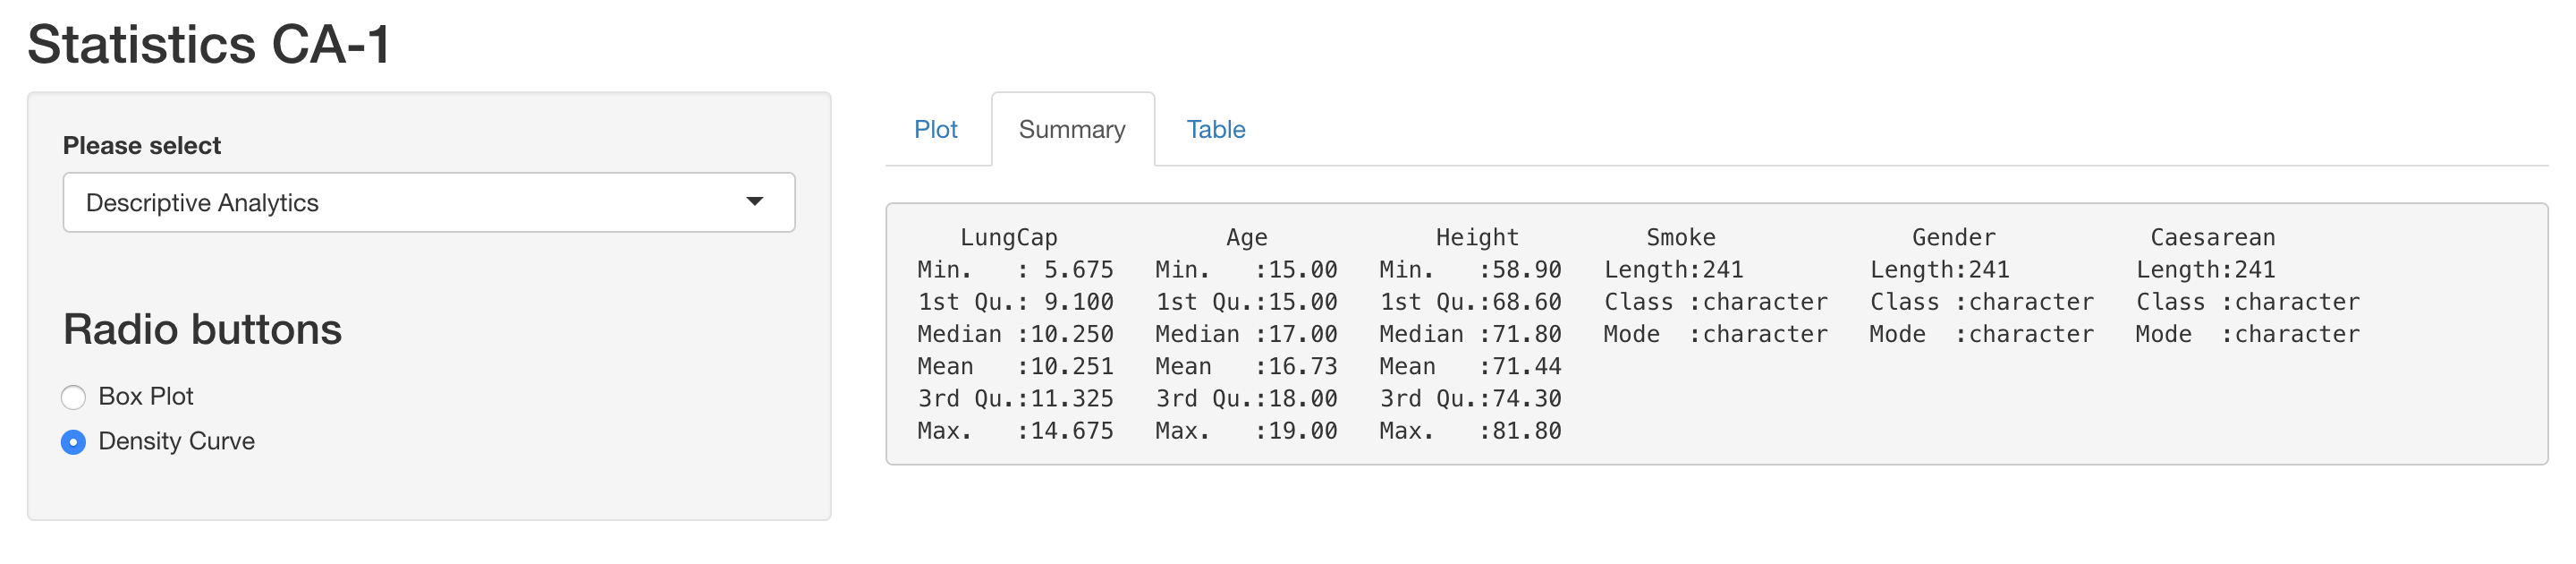 Statistics CA-1
Please select
Descriptive Analytics
Radio buttons
Box Plot
Density Curve
Plot Summary Table
LungCap Age Height Smoke Gender Caesarean
Min. : 5.675 Min. :15.00 Min. :58.90 Length:241 Length:241 Length:241
1st Qu.: 9.100 1st Qu.:15.00 1st Qu.:68.60 Class :character Class :character Class :character
Median :10.250 Median :17.00 Median :71.80 Mode :character Mode :character Mode :character
Mean :10.251 Mean :16.73 Mean :71.44
3rd Qu.:11.325 3rd Qu.:18.00 3rd Qu.:74.30
Max. :14.675 Max. :19.00 Max. :81.80